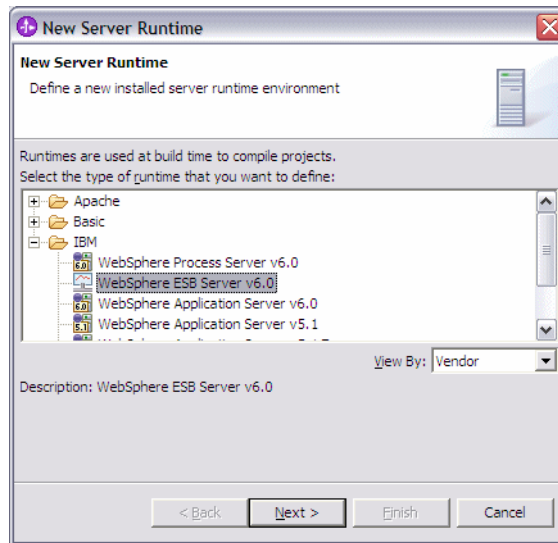 New Server Runtime
New Server Runtime
Define a new installed server runtime environment
Runtimes are used at build time to compile projects.
Select the type of runtime that you want to define:
Apache
Basic
IBM
6.0 WebSphere Process Server v6.0
WebSphere ESB Server v6.0
6.0 WebSphere Application Server v6.0
5.1 WebSphere Application Server v5.1
View By: Vendor
Description: WebSphere ESB Server v6.0
< Back Next > Finish Cancel